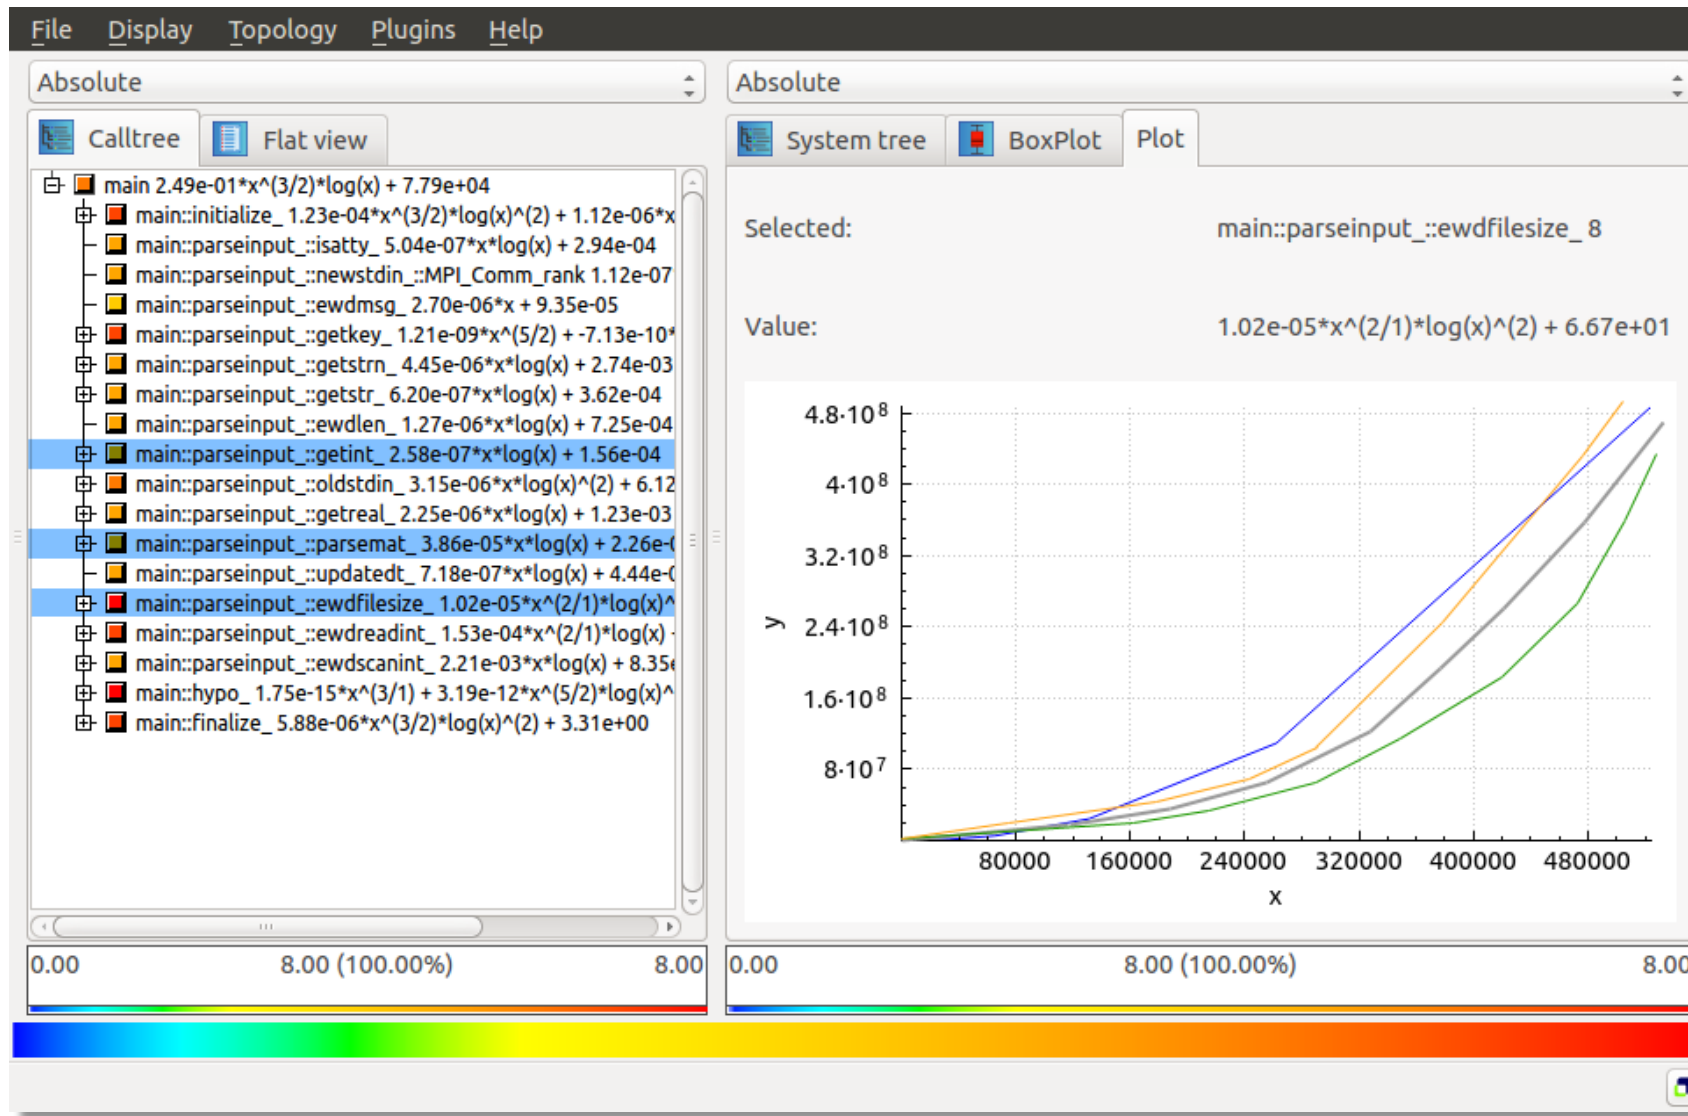 File Display Topology Plugins Help
Absolute
Absolute
Calltree
Flat view
System tree
BoxPlot
Plot
main 2.49e-01*x^(3/2)*log(x) + 7.79e+04
main::initialize_ 1.23e-04*x^(3/2)*log(x)^(2) + 1.12e-06*x
main::parseinput_::isatty_ 5.04e-07*x*log(x) + 2.94e-04
main::parseinput_::newstdin_::MPI_Comm_rank 1.12e-07
main::parseinput_::ewdmsg_ 2.70e-06*x + 9.35e-05
main::parseinput_::getkey_ 1.21e-09*x^(5/2) + -7.13e-10*
main::parseinput_::getstrn_ 4.45e-06*x*log(x) + 2.74e-03
main::parseinput_::getstr_ 6.20e-07*x*log(x) + 3.62e-04
main::parseinput_::ewdlen_ 1.27e-06*x*log(x) + 7.25e-04
main::parseinput_::getint_ 2.58e-07*x*log(x) + 1.56e-04
main::parseinput_::oldstdin_ 3.15e-06*x*log(x)^(2) + 6.12
main::parseinput_::getreal_ 2.25e-06*x*log(x) + 1.23e-03
main::parseinput_::parsemat_ 3.86e-05*x*log(x) + 2.26e-0
main::parseinput_::updatedt_ 7.18e-07*x*log(x) + 4.44e-0
main::parseinput_::ewdfilesize_ 1.02e-05*x^(2/1)*log(x)^
main::parseinput_::ewdreadint_ 1.53e-04*x^(2/1)*log(x) +
main::parseinput_::ewdscanint_ 2.21e-03*x*log(x) + 8.35e
main::hypo_ 1.75e-15*x^(3/1) + 3.19e-12*x^(5/2)*log(x)^
main::finalize_ 5.88e-06*x^(3/2)*log(x)^(2) + 3.31e+00
Selected: main::parseinput_::ewdfilesize_ 8
Value: 1.02e-05*x^(2/1)*log(x)^(2) + 6.67e+01
4.8·10⁸
4·10⁸
3.2·10⁸
2.4·10⁸
1.6·10⁸
8·10⁷
y
80000 160000 240000 320000 400000 480000
x
0.00 8.00 (100.00%) 8.00
0.00 8.00 (100.00%) 8.00